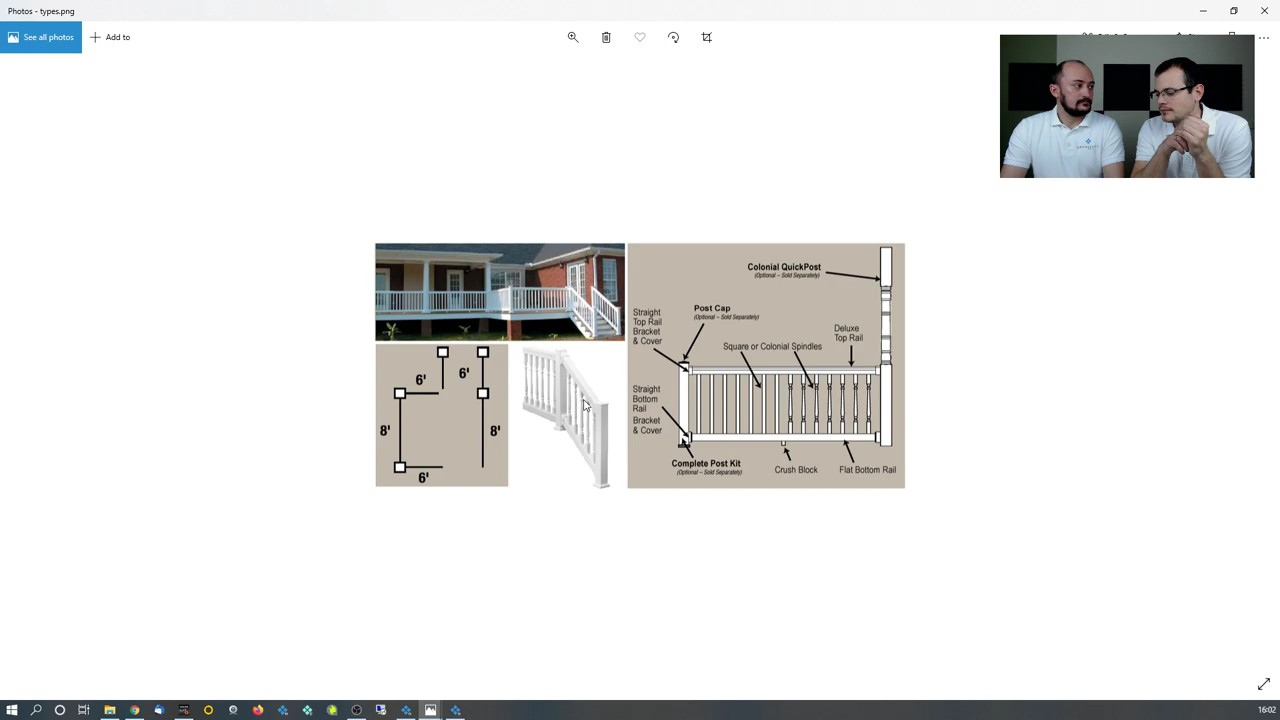 Photos - types.png
See all photos
Add to
Colonial QuickPost
(Optional – Sold Separately)
Post Cap
(Optional – Sold Separately)
Straight
Top Rail
Bracket
& Cover
Deluxe
Top Rail
Square or Colonial Spindles
6'
6'
8'
8'
6'
Straight
Bottom
Rail
Bracket
& Cover
Complete Post Kit
(Optional – Sold Separately)
Crush Block
Flat Bottom Rail
16:02